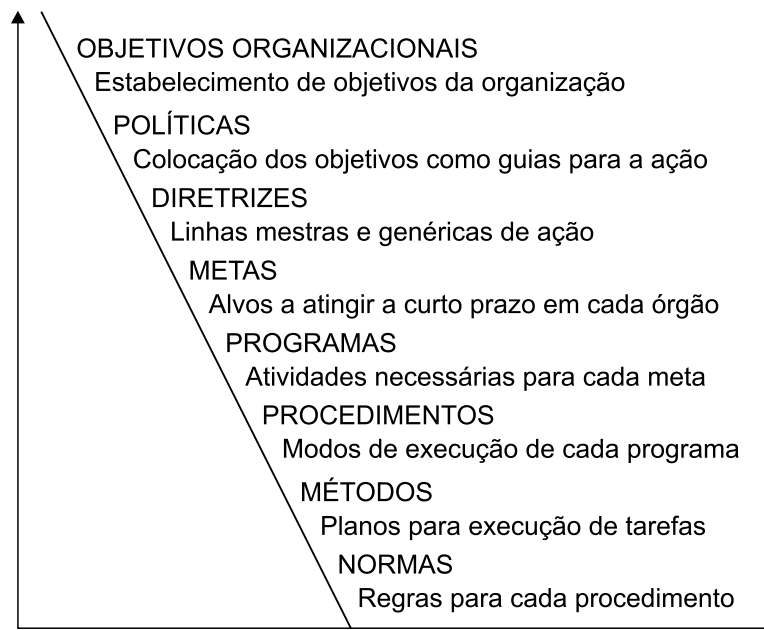 OBJETIVOS ORGANIZACIONAIS
Estabelecimento de objetivos da organização
POLÍTICAS
Colocação dos objetivos como guias para a ação
DIRETRIZES
Linhas mestras e genéricas de ação
METAS
Alvos a atingir a curto prazo em cada órgão
PROGRAMAS
Atividades necessárias para cada meta
PROCEDIMENTOS
Modos de execução de cada programa
MÉTODOS
Planos para execução de tarefas
NORMAS
Regras para cada procedimento